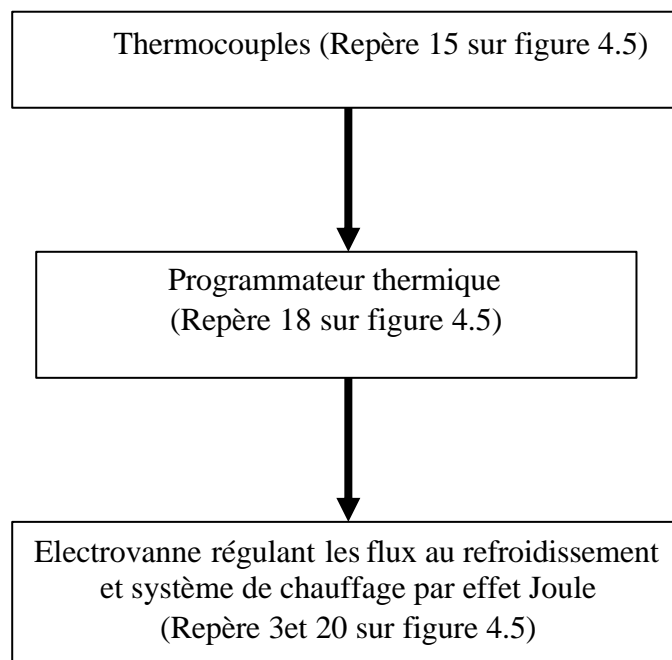 Thermocouples (Repère 15 sur figure 4.5)
Programmateur thermique
(Repère 18 sur figure 4.5)
Electrovanne régulant les flux au refroidissement
et système de chauffage par effet Joule
(Repère 3et 20 sur figure 4.5)